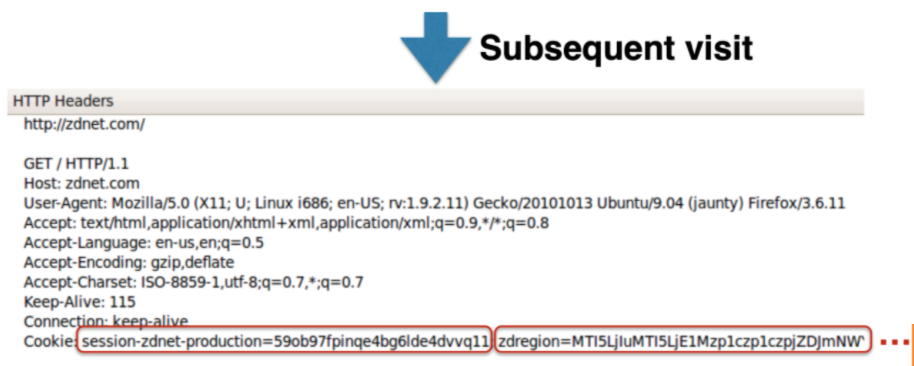 Subsequent visit
HTTP Headers
http://zdnet.com/
GET / HTTP/1.1
Host: zdnet.com
User-Agent: Mozilla/5.0 (X11; U; Linux i686; en-US; rv:1.9.2.11) Gecko/20101013 Ubuntu/9.04 (jaunty) Firefox/3.6.11
Accept: text/html,application/xhtml+xml,application/xml;q=0.9,*/*;q=0.8
Accept-Language: en-us,en;q=0.5
Accept-Encoding: gzip,deflate
Accept-Charset: ISO-8859-1,utf-8;q=0.7,*;q=0.7
Keep-Alive: 115
Connection: keep-alive
Cookie: session-zdnet-production=59ob97fpinqe4bg6lde4dvvq11 zdregion=MTI5LjIuMTI5LjE1Mzp1czp1czpjZDJmNW